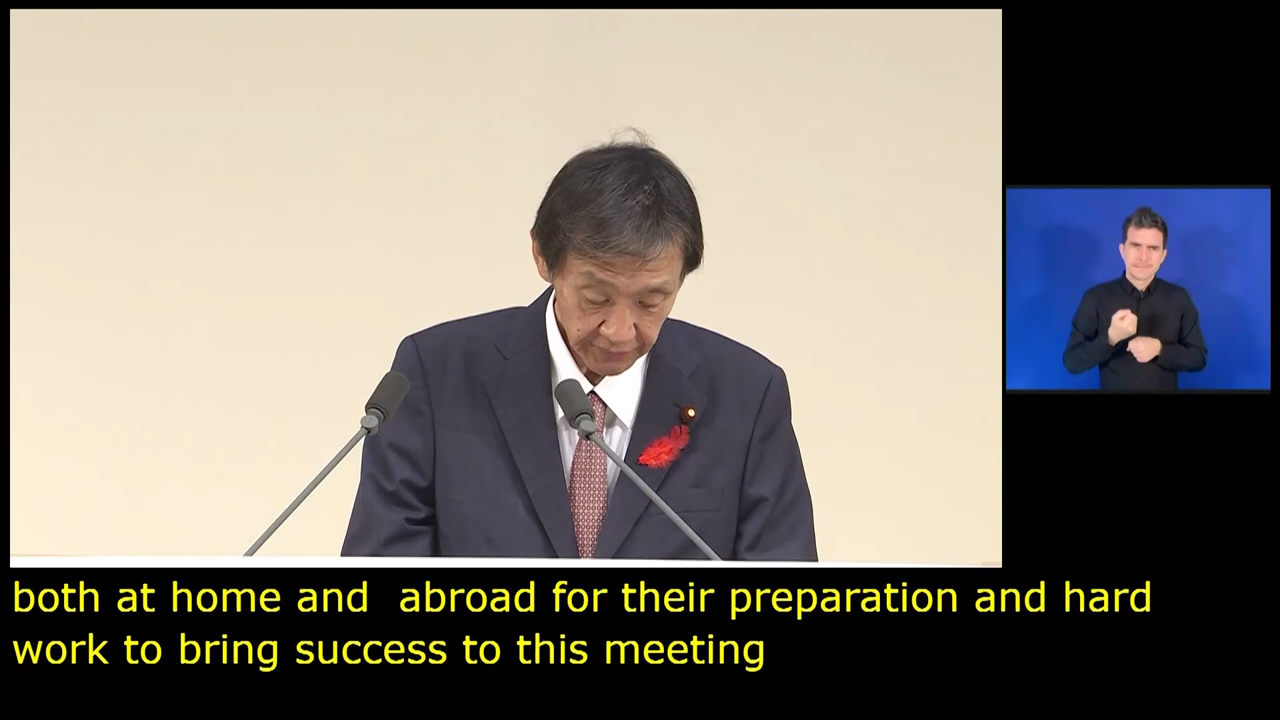 both at home and  abroad for their preparation and hard
work to bring success to this meeting